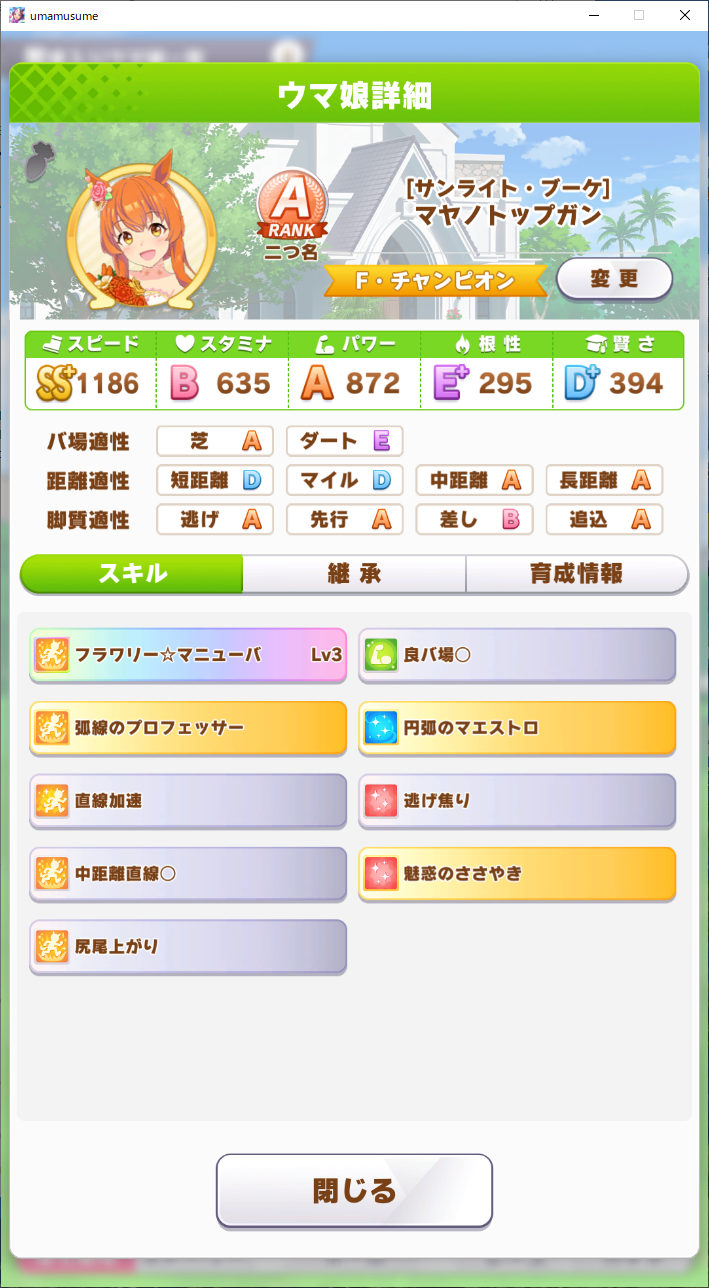 umamusume
ウマ娘詳細
A
RANK
二つ名
[サンライト・ブーケ]
マヤノトップガン
F・チャンピオン
変更
スピード スタミナ パワー 根性 賢さ
SS+ 1186 B 635 A 872 E+ 295 D+ 394
バ場適性 芝 A ダート E
距離適性 短距離 D マイル D 中距離 A 長距離 A
脚質適性 逃げ A 先行 A 差し B 追込 A
スキル 継承 育成情報
フラワリー☆マニューバ Lv3 良バ場○
弧線のプロフェッサー 円弧のマエストロ
直線加速 逃げ焦り
中距離直線○ 魅惑のささやき
尻尾上がり
閉じる